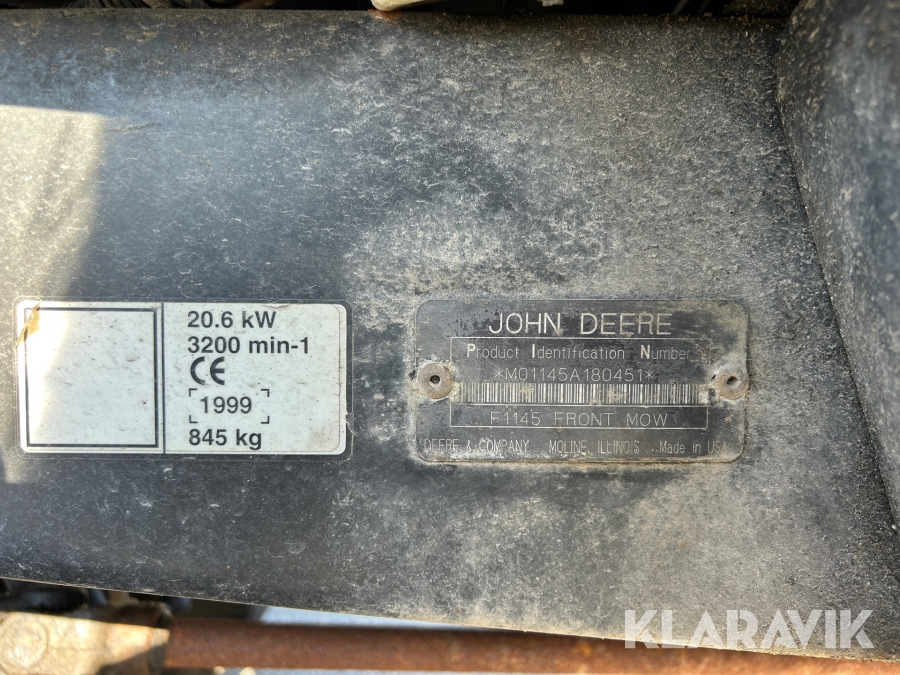 20.6 kW
3200 min-1
CE
1999
845 kg
JOHN DEERE
Product Identification Number
*M01145A180451*
F1145 FRONT MOW
DEERE & COMPANY MOLINE, ILLINOIS Made in USA
KLARAVIK